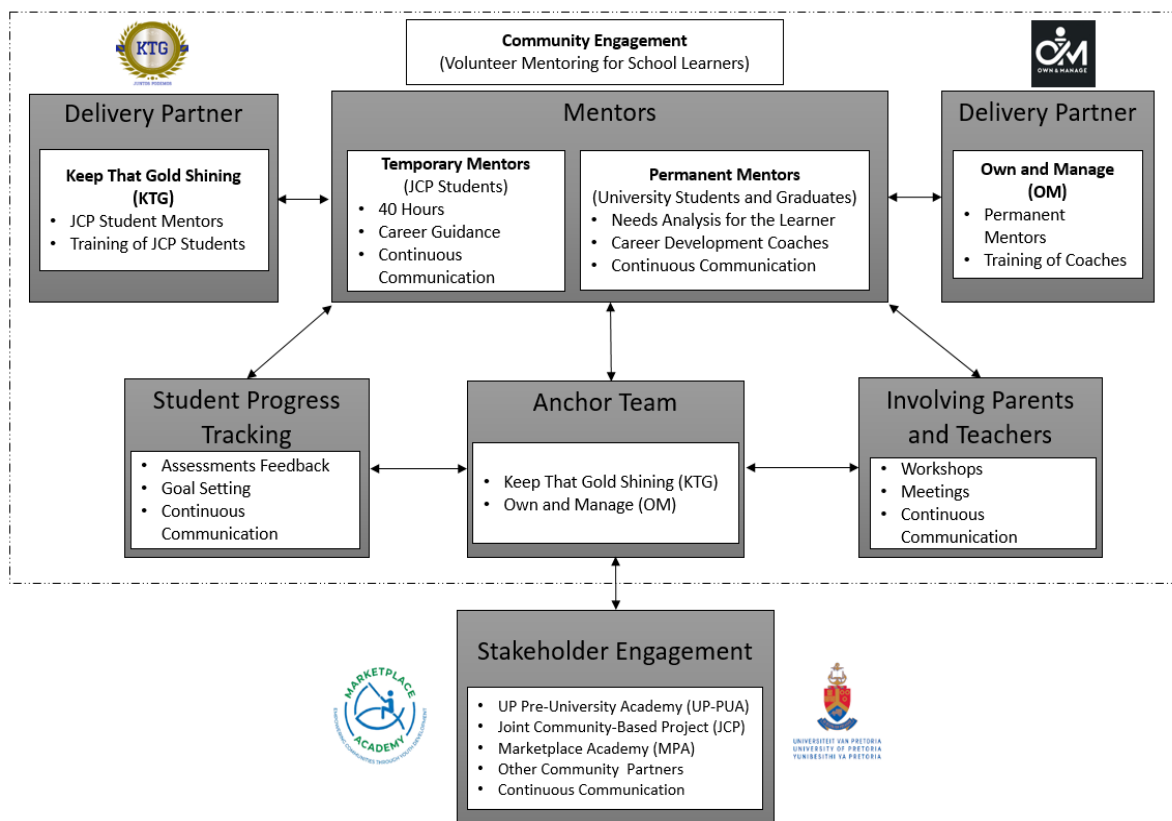 KTG
Community Engagement
(Volunteer Mentoring for School Learners)
OM
OWN & MANAGE
Delivery Partner
Keep That Gold Shining
(KTG)
• JCP Student Mentors
• Training of JCP Students
Mentors
Temporary Mentors
(JCP Students)
• 40 Hours
• Career Guidance
• Continuous
Communication
Permanent Mentors
(University Students and Graduates)
• Needs Analysis for the Learner
• Career Development Coaches
• Continuous Communication
Delivery Partner
Own and Manage
(OM)
• Permanent
Mentors
• Training of Coaches
Student Progress
Tracking
• Assessments Feedback
• Goal Setting
• Continuous
Communication
Anchor Team
• Keep That Gold Shining (KTG)
• Own and Manage (OM)
Involving Parents
and Teachers
• Workshops
• Meetings
• Continuous
Communication
Stakeholder Engagement
• UP Pre-University Academy (UP-PUA)
• Joint Community-Based Project (JCP)
• Marketplace Academy (MPA)
• Other Community Partners
• Continuous Communication
MARKETPLACE
ACADEMY
EMPOWERING COMMUNITIES THROUGH YOUTH DEVELOPMENT
UNIVERSITEIT VAN PRETORIA
UNIVERSITY OF PRETORIA
YUNIBESITHI YA PRETORIA